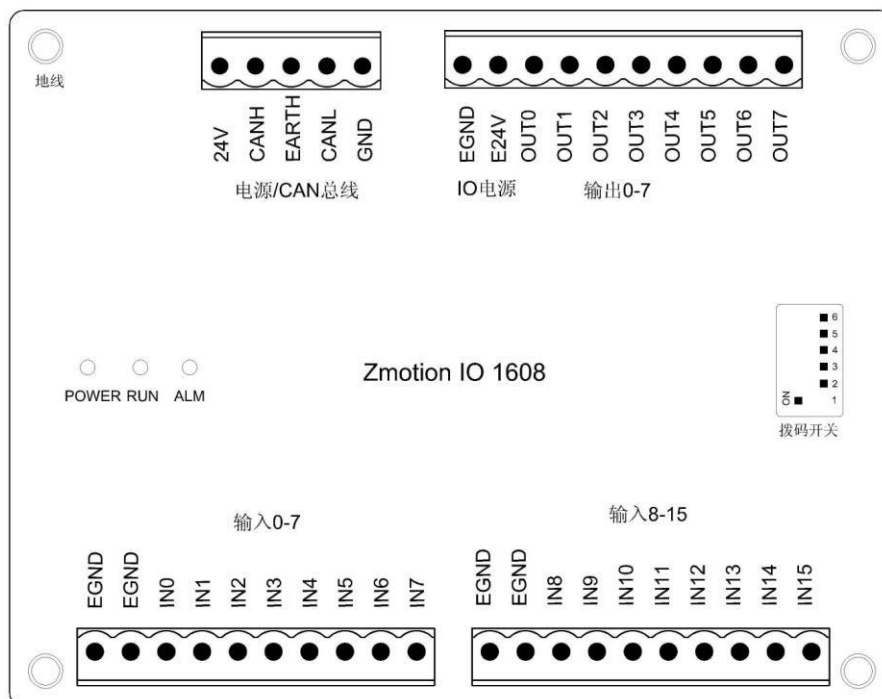 地线
24V CANH EARTH CANL GND
EGND E24V OUT0 OUT1 OUT2 OUT3 OUT4 OUT5 OUT6 OUT7
电源/CAN总线
IO电源
输出0-7
6
5
4
3
2
ON 1
拨码开关
Zmotion IO 1608
POWER RUN ALM
输入0-7
输入8-15
EGND EGND IN0 IN1 IN2 IN3 IN4 IN5 IN6 IN7
EGND EGND IN8 IN9 IN10 IN11 IN12 IN13 IN14 IN15